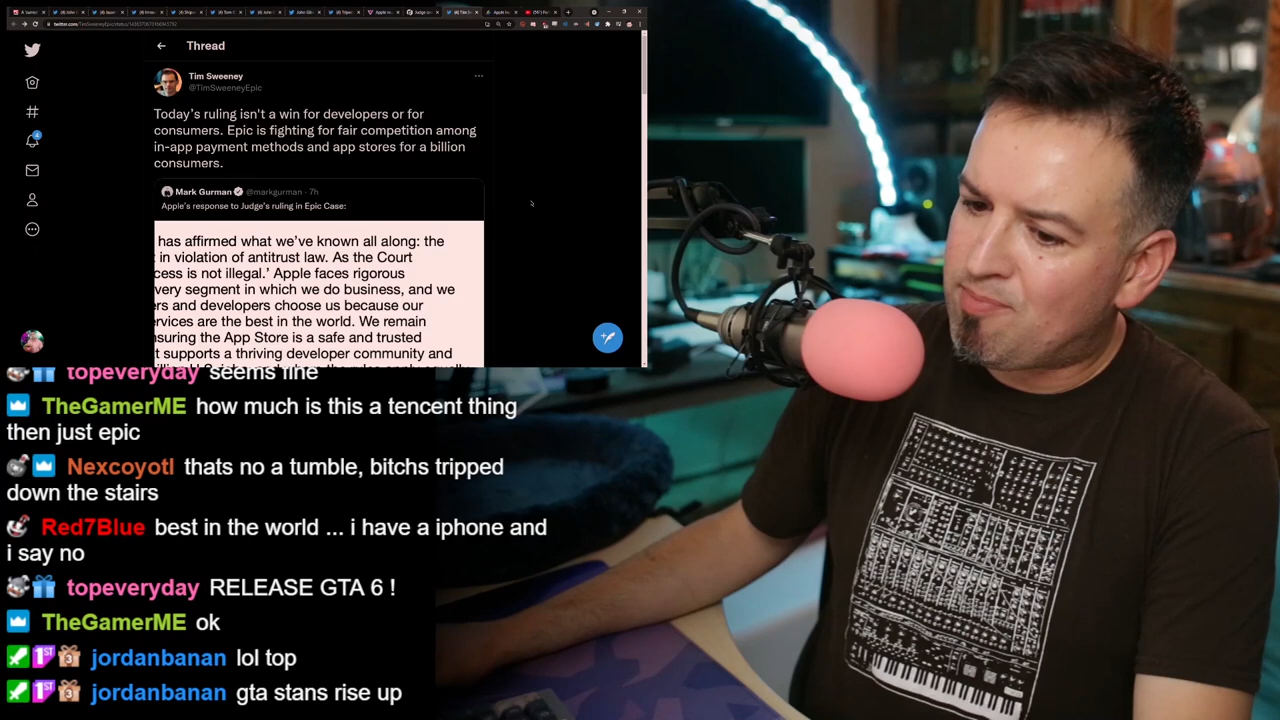 Thread
Tim Sweeney
@TimSweeneyEpic
Today's ruling isn't a win for developers or for
consumers. Epic is fighting for fair competition among
in-app payment methods and app stores for a billion
consumers.
Mark Gurman @markgurman · 7h
Apple's response to Judge's ruling in Epic Case:
has affirmed what we've known all along: the
in violation of antitrust law. As the Court
cess is not illegal.' Apple faces rigorous
very segment in which we do business, and we
ers and developers choose us because our
ervices are the best in the world. We remain
nsuring the App Store is a safe and trusted
t supports a thriving developer community and
topeveryday seems fine
TheGamerME how much is this a tencent thing
then just epic
Nexcoyotl thats no a tumble, bitchs tripped
down the stairs
Red7Blue best in the world ... i have a iphone and
i say no
topeveryday RELEASE GTA 6 !
TheGamerME ok
1ST 3 jordanbanan lol top
1ST 3 jordanbanan gta stans rise up